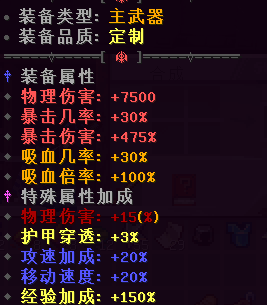 装备类型: 主武器
装备品质: 定制
装备属性
物理伤害: +7500
暴击几率: +30%
暴击伤害: +475%
吸血几率: +30%
吸血倍率: +100%
特殊属性加成
物理伤害: +15(%)
护甲穿透: +3%
攻速加成: +20%
移动速度: +20%
经验加成: +150%